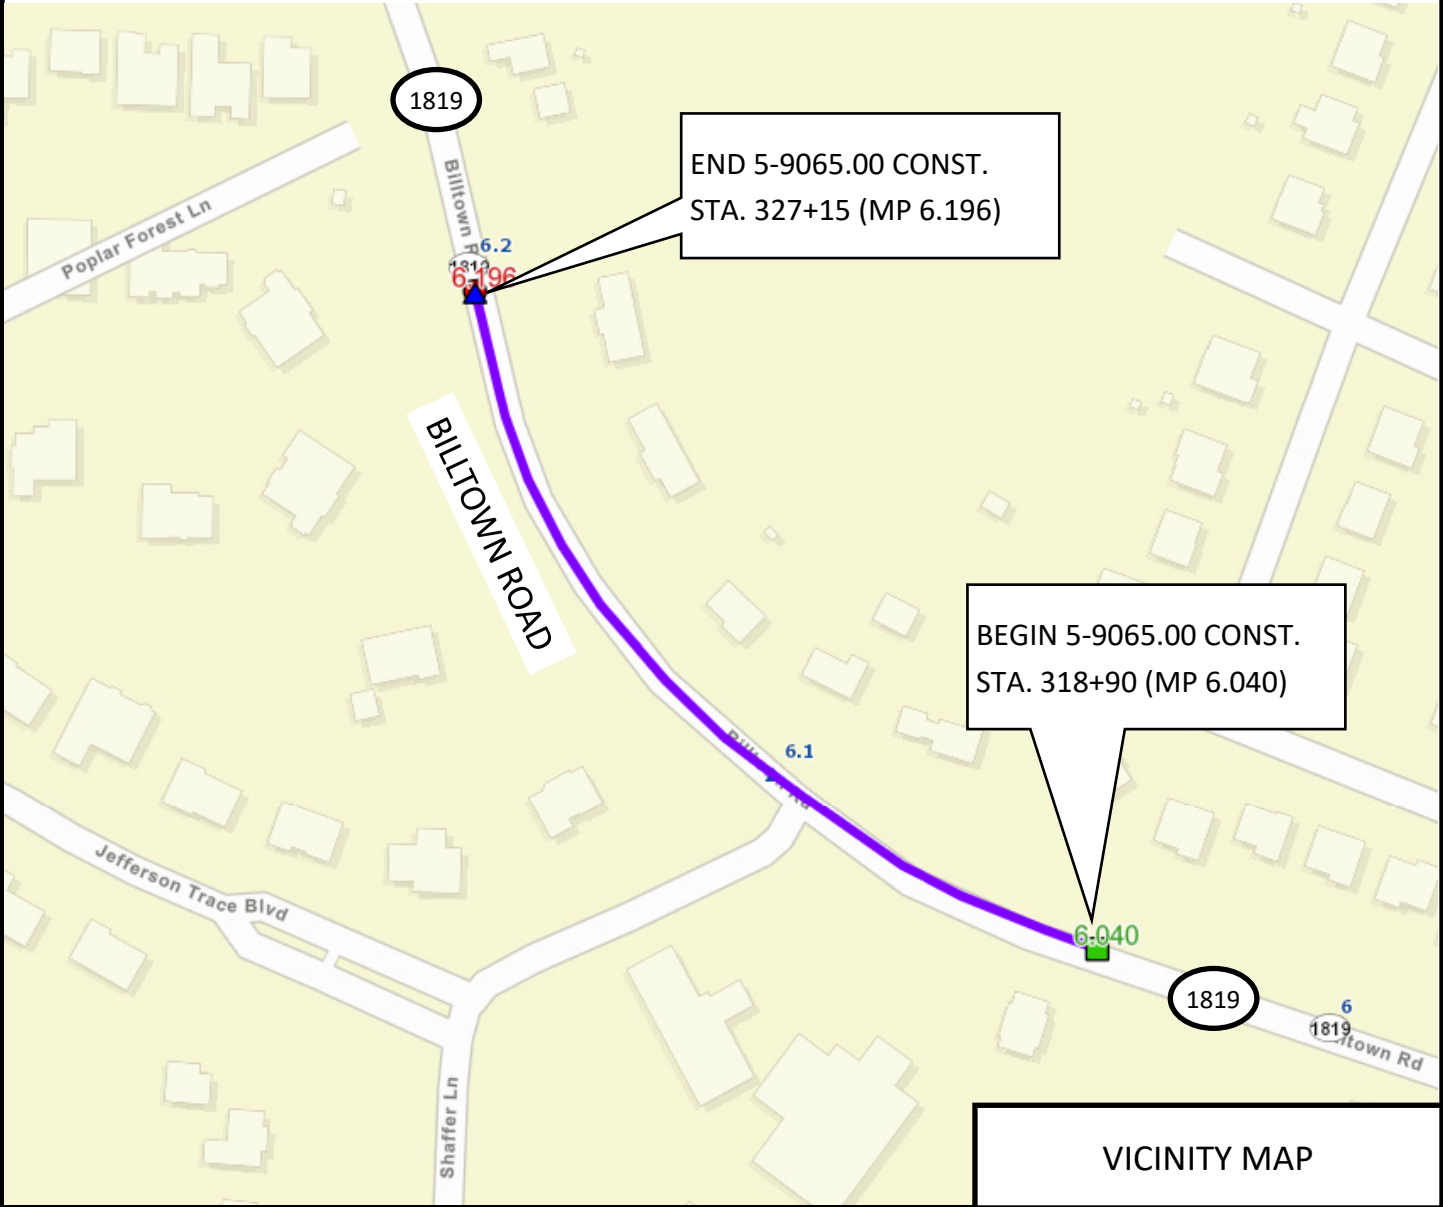 1819
END 5-9065.00 CONST.
STA. 327+15 (MP 6.196)
Billtown R
Poplar Forest Ln
6.2
1819
6.196
BILLTOWN ROAD
BEGIN 5-9065.00 CONST.
STA. 318+90 (MP 6.040)
6.1
Jefferson Trace Blvd
6.040
1819
6
1819
town Rd
Shaffer Ln
VICINITY MAP